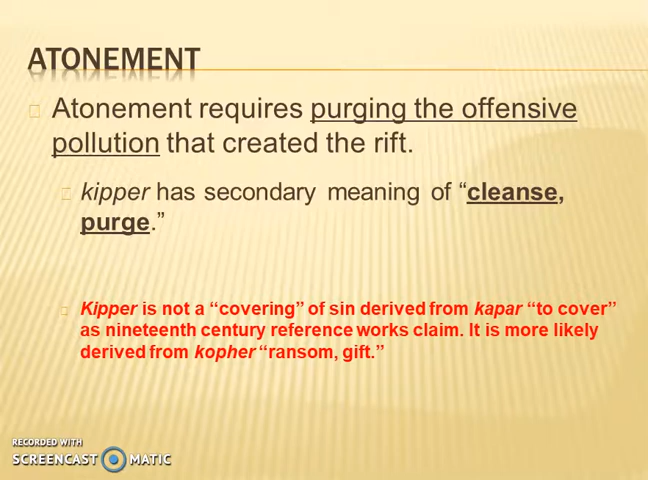 ATONEMENT
Atonement requires purging the offensive
pollution that created the rift.
kipper has secondary meaning of “cleanse,
purge.”
Kipper is not a “covering” of sin derived from kapar “to cover”
as nineteenth century reference works claim. It is more likely
derived from kopher “ransom, gift.”
RECORDED WITH
SCREENCAST MATIC